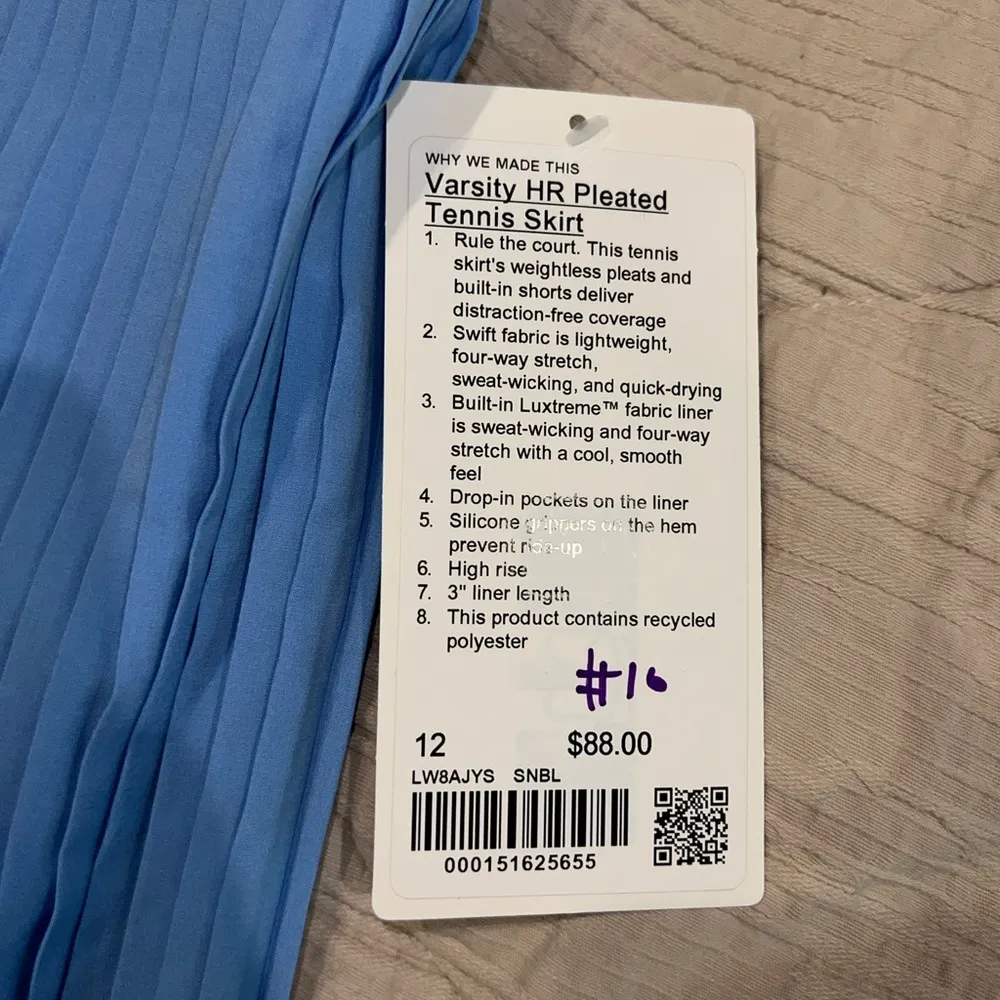 WHY WE MADE THIS
Varsity HR Pleated
Tennis Skirt
1. Rule the court. This tennis
skirt's weightless pleats and
built-in shorts deliver
distraction-free coverage
2. Swift fabric is lightweight,
four-way stretch,
sweat-wicking, and quick-drying
3. Built-in Luxtreme™ fabric liner
is sweat-wicking and four-way
stretch with a cool, smooth
feel
4. Drop-in pockets on the liner
5. Silicone grippers on the hem
prevent ride-up
6. High rise
7. 3" liner length
8. This product contains recycled
polyester
#16
12 $88.00
LW8AJYS SNBL
000151625655